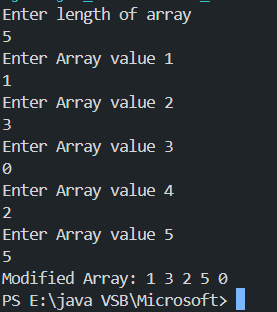 Enter length of array
5
Enter Array value 1
1
Enter Array value 2
3
Enter Array value 3
0
Enter Array value 4
2
Enter Array value 5
5
Modified Array: 1 3 2 5 0
PS E:\java VSB\Microsoft>